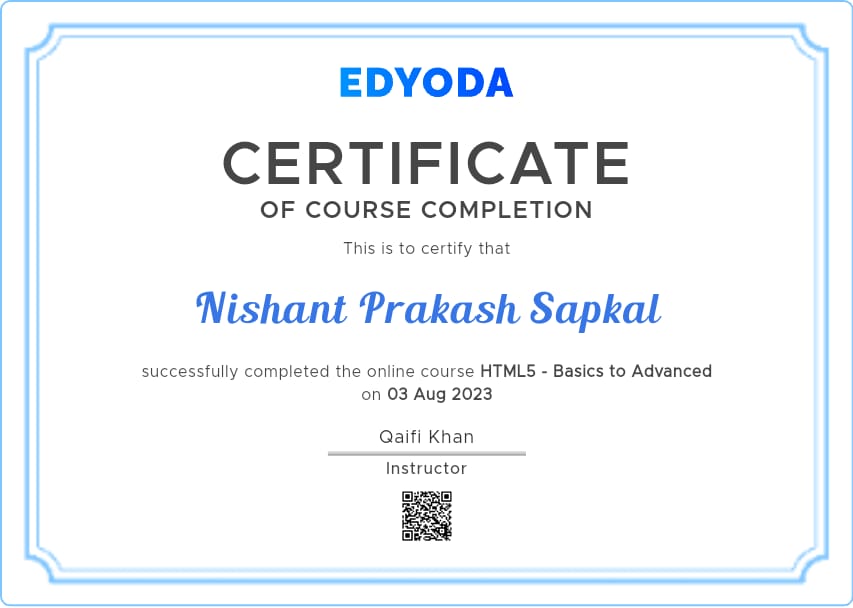 EDYODA
CERTIFICATE
OF COURSE COMPLETION
This is to certify that
Nishant Prakash Sapkal
successfully completed the online course HTML5 - Basics to Advanced
on 03 Aug 2023
Qaifi Khan
Instructor